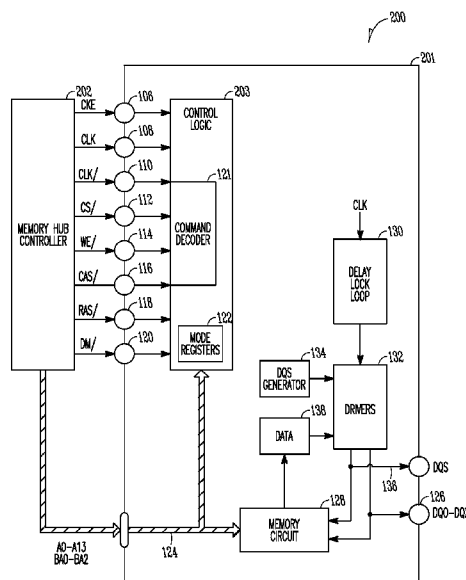 200
201
202
203
CKE
106
CONTROL
LOGIC
CLK
108
CLK/
110
121
CS/
112
MEMORY HUB
CONTROLLER
COMMAND
DECODER
WE/
114
CAS/
116
RAS/
118
122
MODE
REGISTERS
DM/
120
CLK
130
DELAY
LOCK
LOOP
134
132
DQS
GENERATOR
DRIVERS
138
DATA
DQS
136
128
126
MEMORY
CIRCUIT
A0-A13
BA0-BA2
124